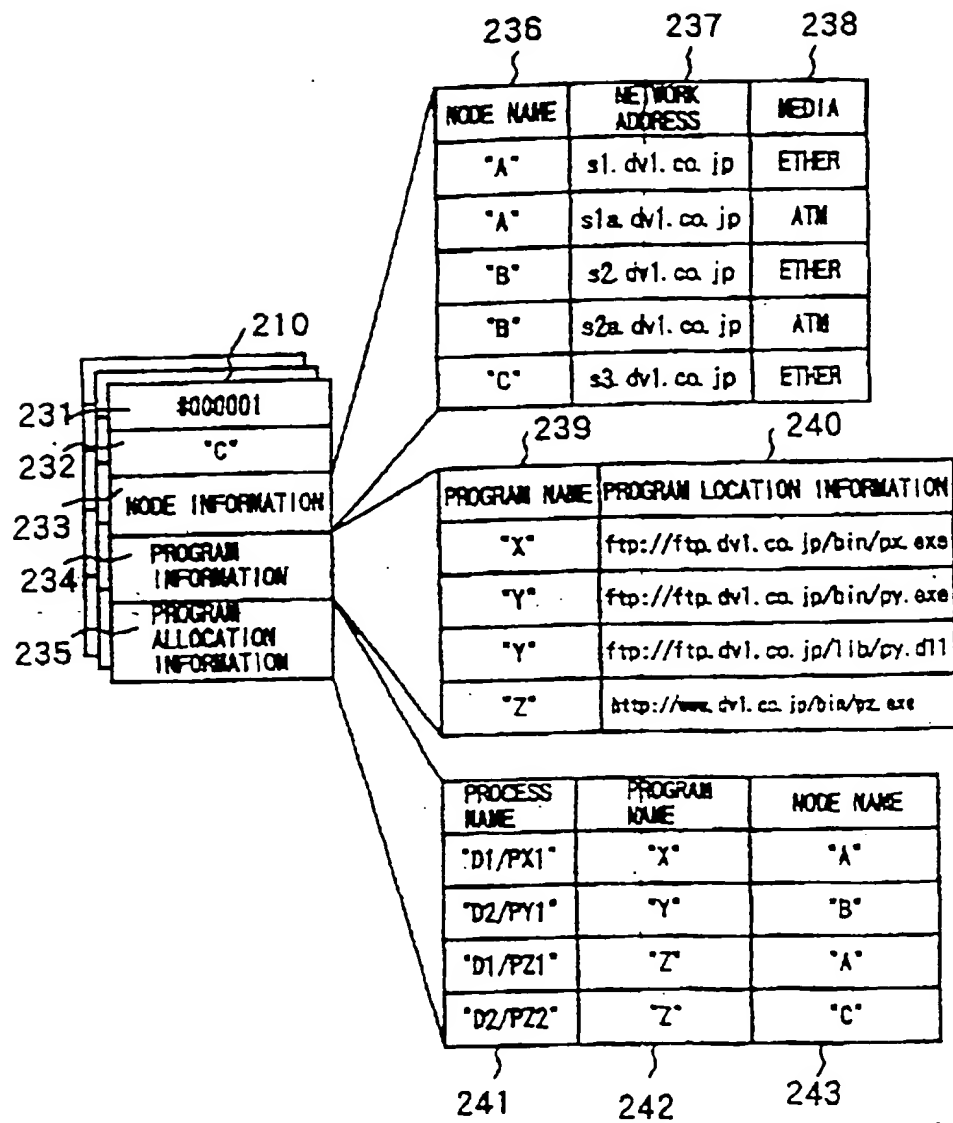 236 237 238
NODE NAME NETWORK ADDRESS MEDIA
"A" s1.dv1.co.jp ETHER
"A" s1a.dv1.co.jp ATM
"B" s2.dv1.co.jp ETHER
"B" s2a.dv1.co.jp ATM
"C" s3.dv1.co.jp ETHER
210
231 #000001
232 "C"
233 NODE INFORMATION
234 PROGRAM INFORMATION
235 PROGRAM ALLOCATION INFORMATION
239 240
PROGRAM NAME PROGRAM LOCATION INFORMATION
"X" ftp://ftp.dv1.co.jp/bin/px.exe
"Y" ftp://ftp.dv1.co.jp/bin/py.exe
"Y" ftp://ftp.dv1.co.jp/lib/py.dll
"Z" http://www.dv1.co.jp/bin/pz.exe
PROCESS NAME PROGRAM NAME NODE NAME
"D1/PX1" "X" "A"
"D2/PY1" "Y" "B"
"D1/PZ1" "Z" "A"
"D2/PZ2" "Z" "C"
241 242 243